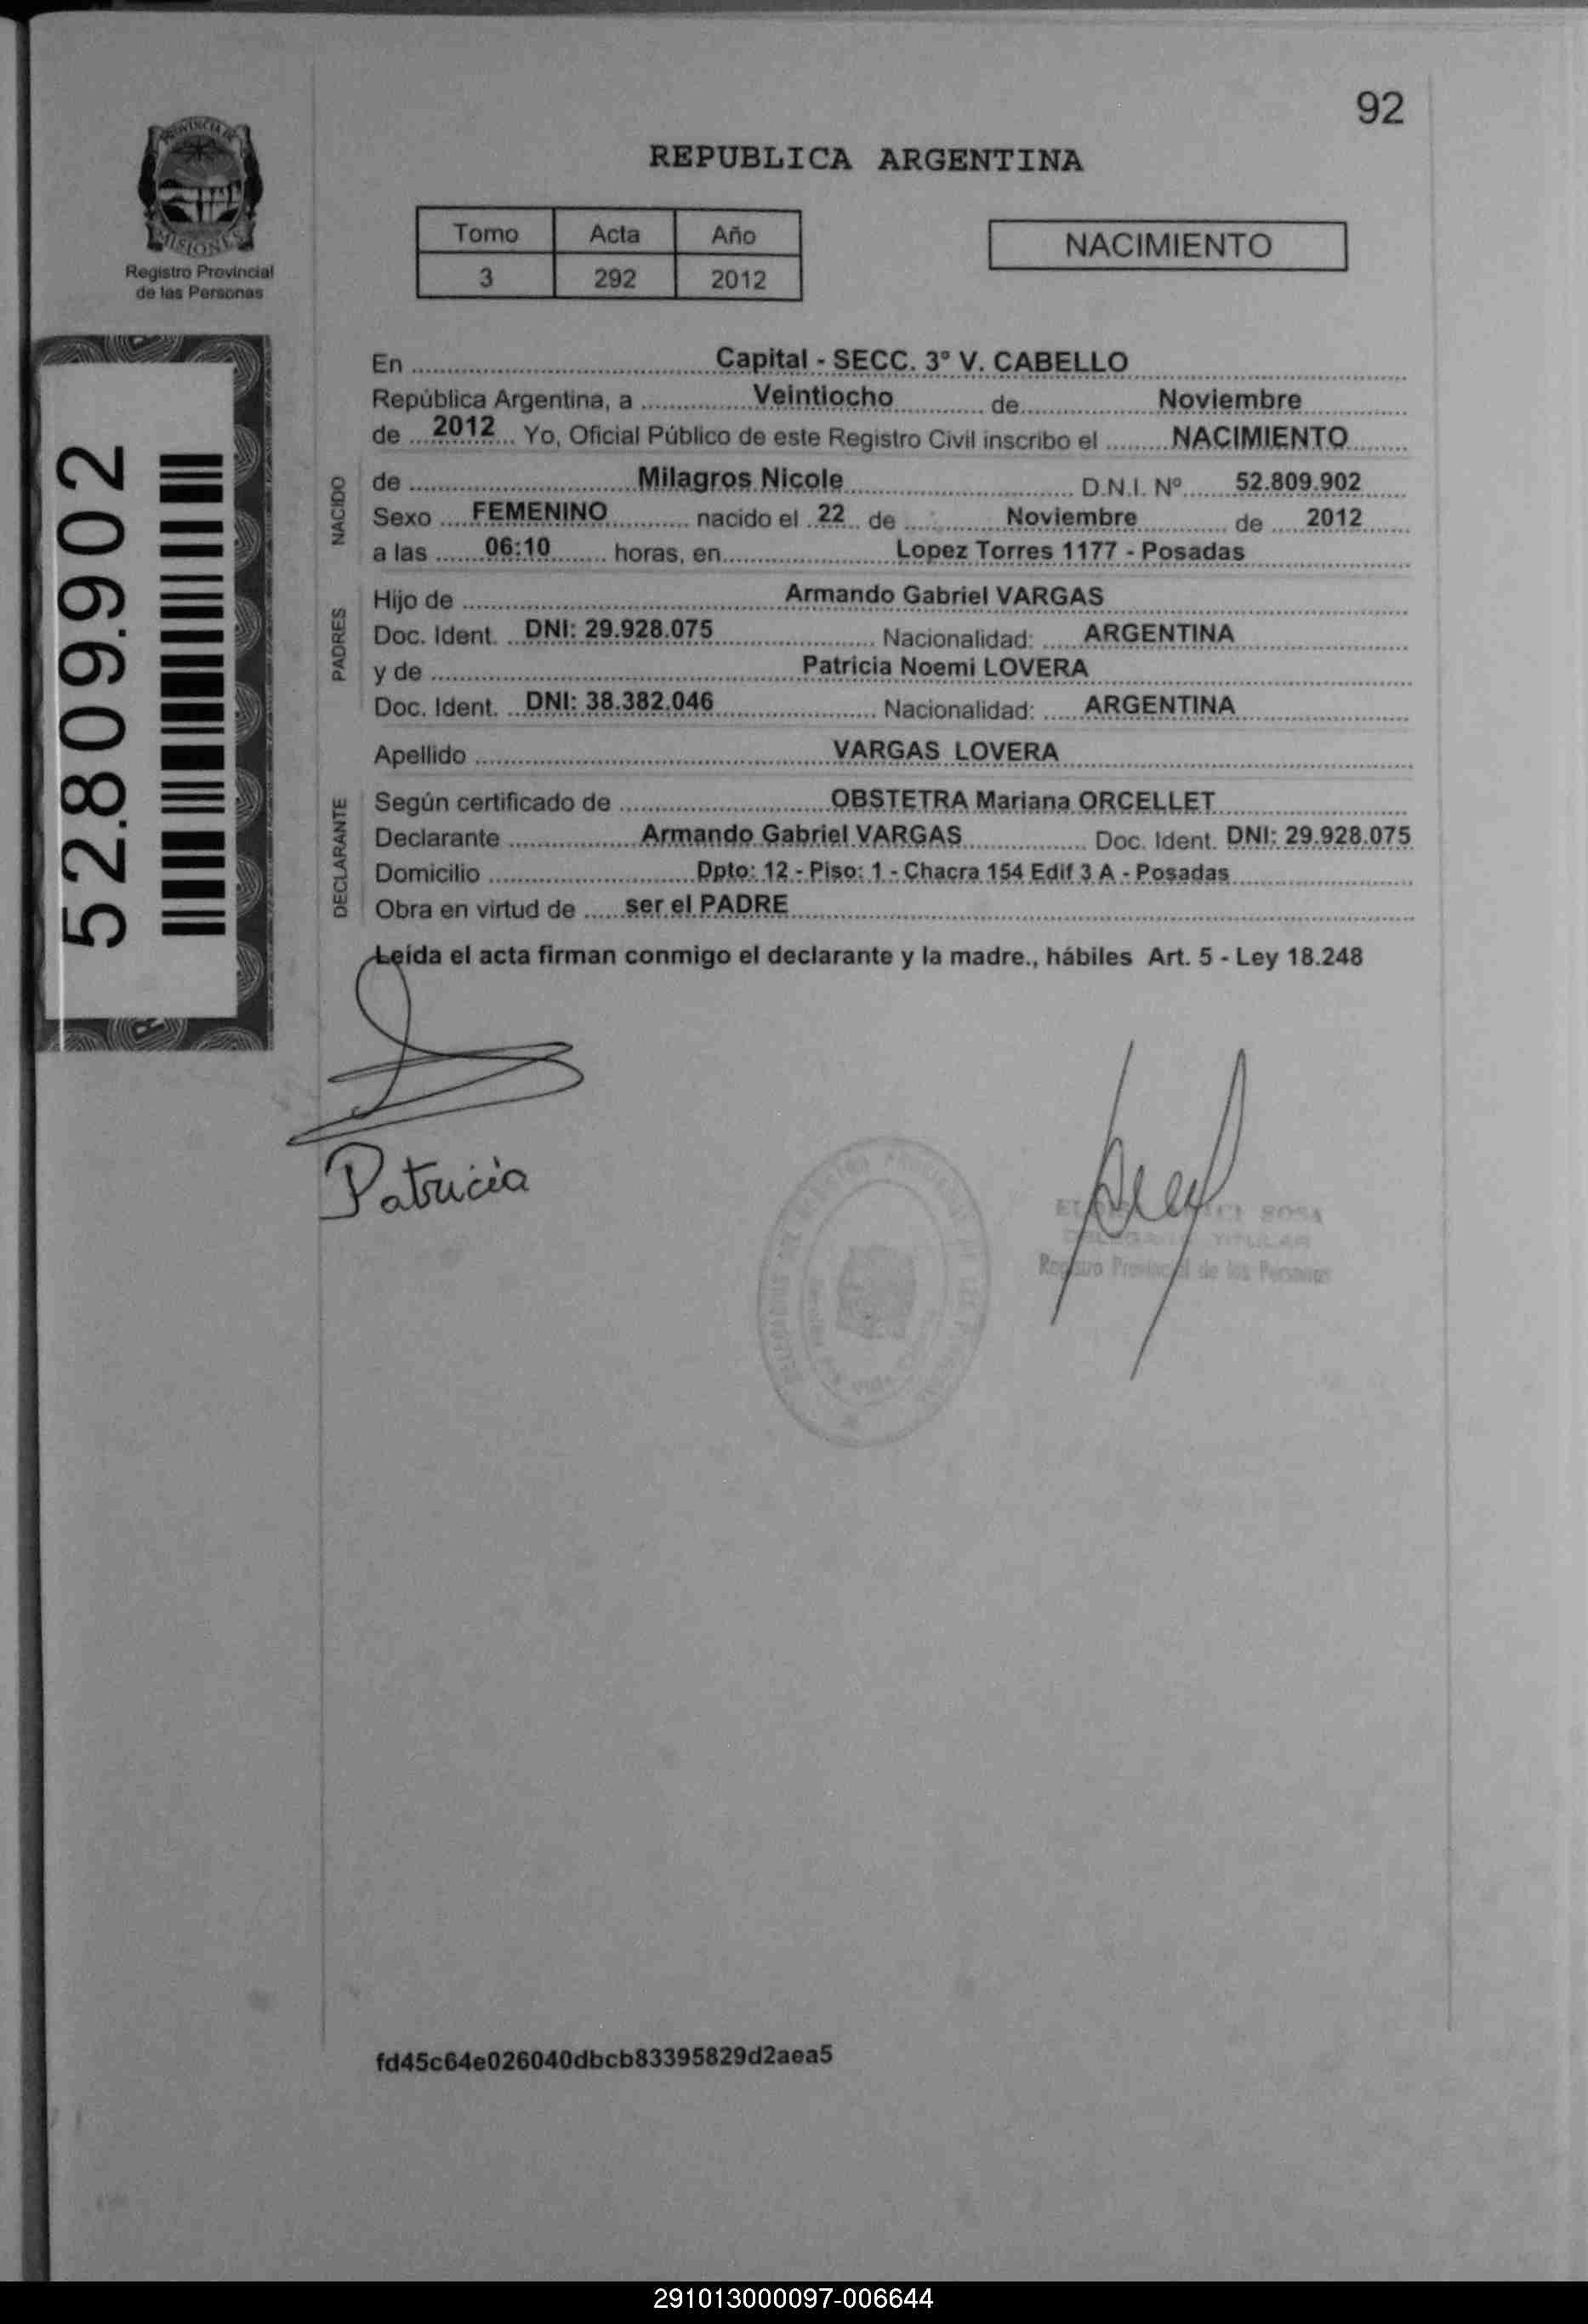 92
REPUBLICA ARGENTINA
PROVINCIA DE
MISIONES
Registro Provincial
de las Personas
Tomo Acta Año
3 292 2012
NACIMIENTO
52.809.902
En Capital - SECC. 3º V. CABELLO
República Argentina, a Veintiocho de Noviembre
de 2012 Yo, Oficial Público de este Registro Civil inscribo el NACIMIENTO
NACIDO
de Milagros Nicole D.N.I. Nº 52.809.902
Sexo FEMENINO nacido el 22 de Noviembre de 2012
a las 06:10 horas, en Lopez Torres 1177 - Posadas
PADRES
Hijo de Armando Gabriel VARGAS
Doc. Ident. DNI: 29.928.075 Nacionalidad: ARGENTINA
y de Patricia Noemi LOVERA
Doc. Ident. DNI: 38.382.046 Nacionalidad: ARGENTINA
Apellido VARGAS LOVERA
DECLARANTE
Según certificado de OBSTETRA Mariana ORCELLET
Declarante Armando Gabriel VARGAS Doc. Ident. DNI: 29.928.075
Domicilio Dpto: 12 - Piso: 1 - Chacra 154 Edif 3 A - Posadas
Obra en virtud de ser el PADRE
Leída el acta firman conmigo el declarante y la madre., hábiles Art. 5 - Ley 18.248
Patricia
SOSA
TITULAR
Registro Provincial de las Personas
fd45c64e026040dbcb83395829d2aea5
291013000097-006644